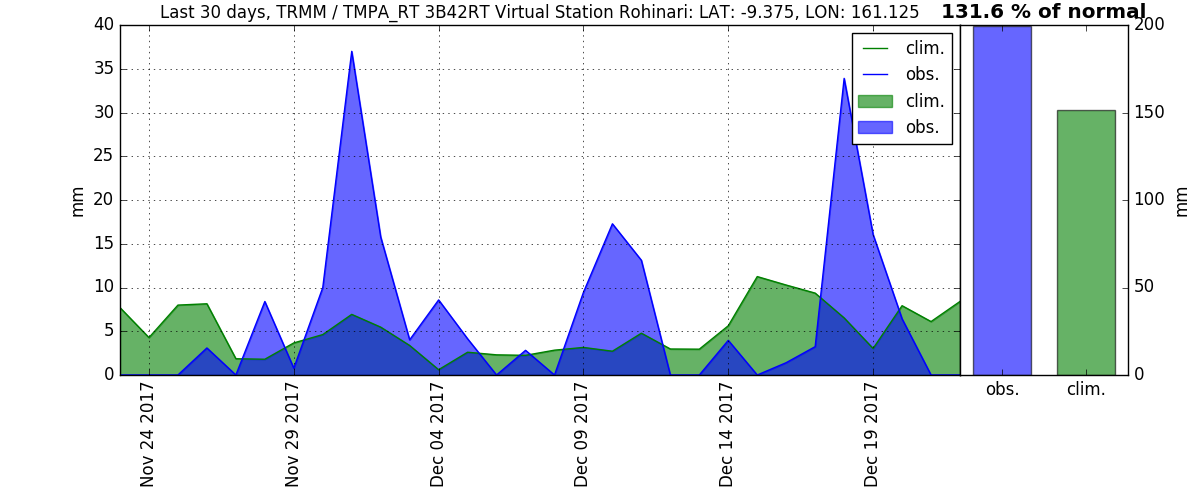 Last 30 days, TRMM / TMPA_RT 3B42RT Virtual Station Rohinari: LAT: -9.375, LON: 161.125
131.6 % of normal
40
35
30
25
20
15
10
5
0
mm
clim.
obs.
clim.
obs.
200
150
100
50
0
mm
Nov 24 2017
Nov 29 2017
Dec 04 2017
Dec 09 2017
Dec 14 2017
Dec 19 2017
obs.
clim.